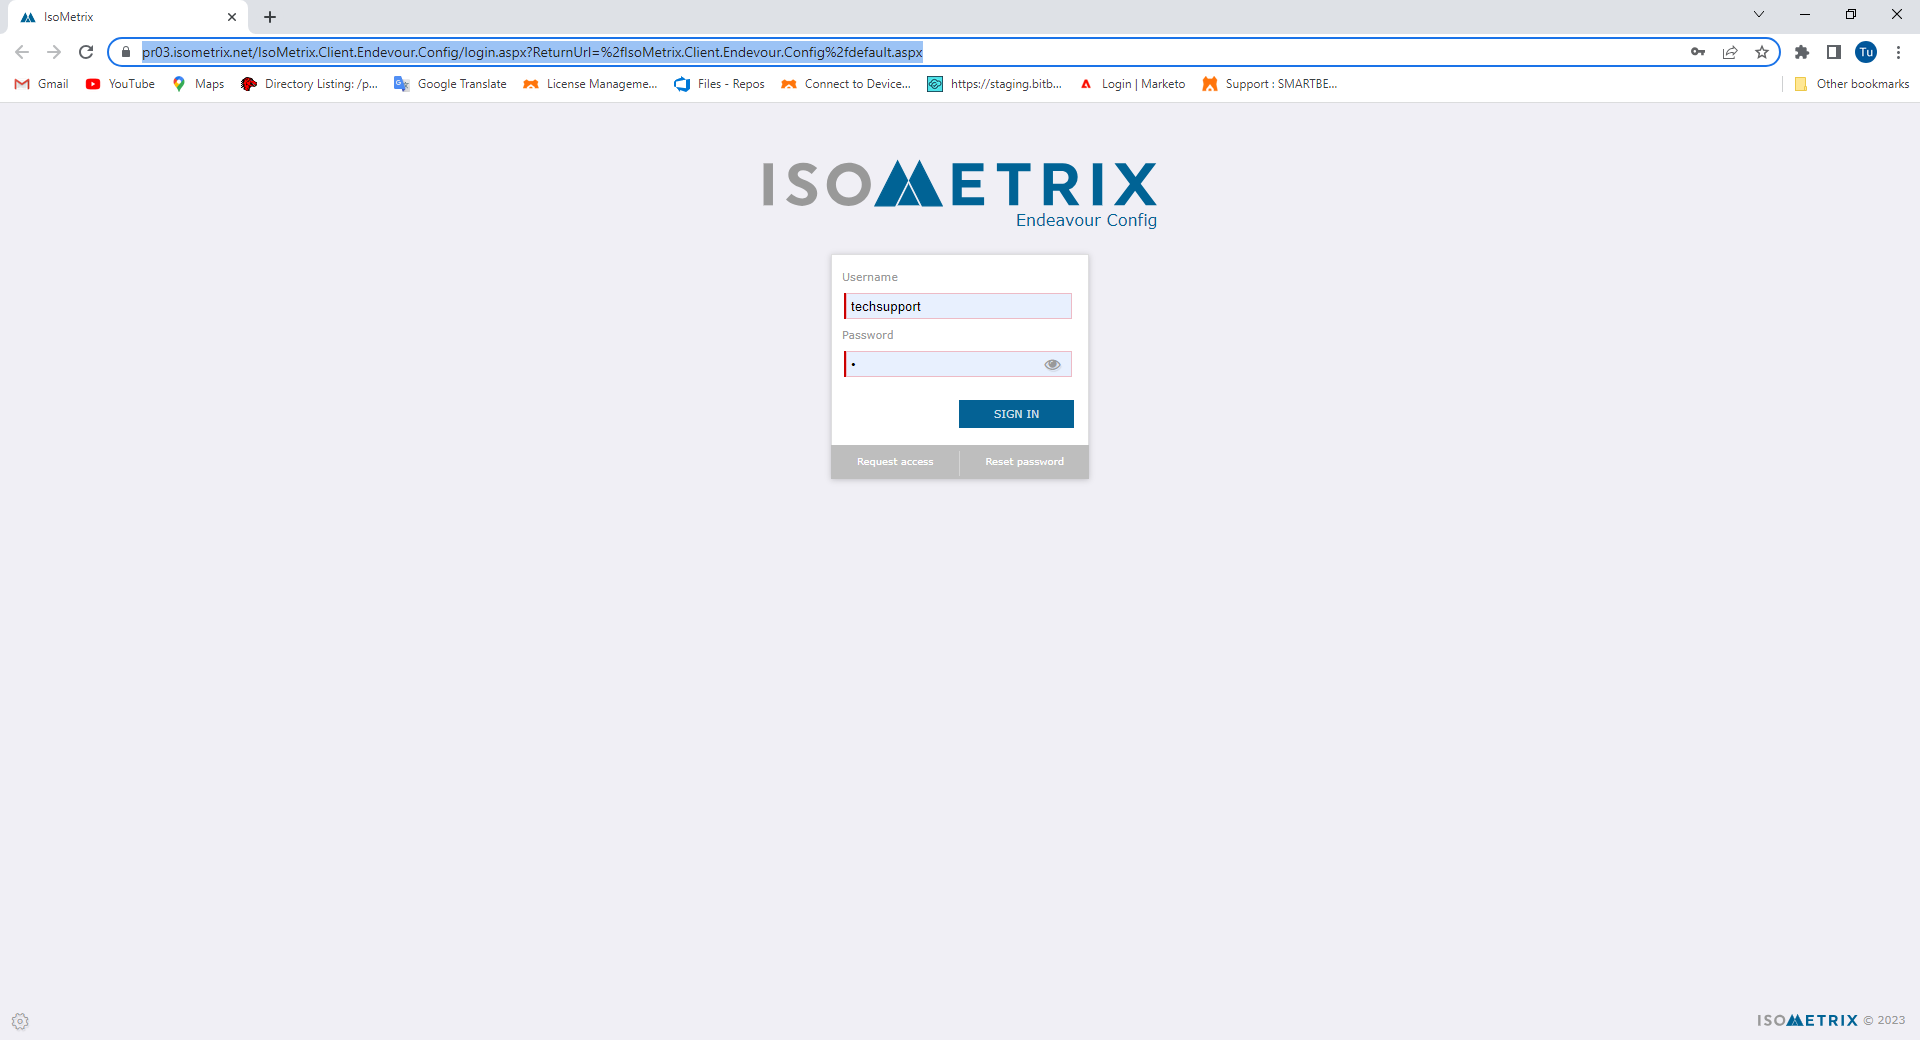 IsoMetrix
pr03.isometrix.net/IsoMetrix.Client.Endevour.Config/login.aspx?ReturnUrl=%2fIsoMetrix.Client.Endevour.Config%2fdefault.aspx
Tu
Gmail YouTube Maps Directory Listing: /p... Google Translate License Manageme... Files - Repos Connect to Device... https://staging.bitb... Login | Marketo Support : SMARTBE... Other bookmarks
ISOMETRIX
Endeavour Config
Username
techsupport
Password
•
SIGN IN
Request access Reset password
ISOMETRIX © 2023